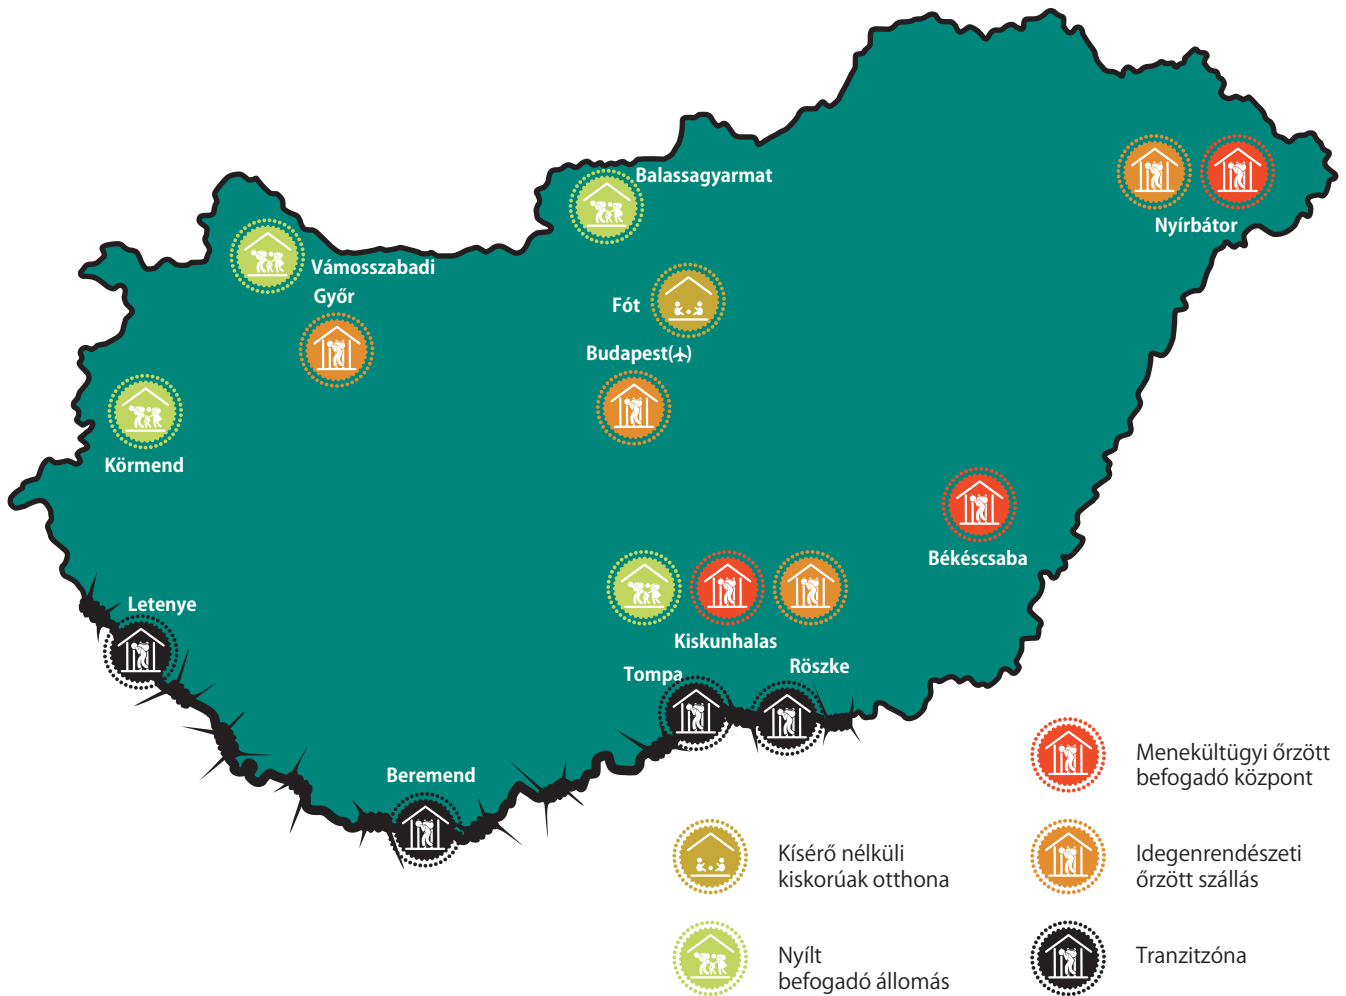 Balassagyarmat
Nyírbátor
Vámosszabadi
Győr
Fót
Budapest(✈)
Körmend
Békéscsaba
Letenye
Kiskunhalas
Tompa
Röszke
Beremend
Menekültügyi őrzött
befogadó központ
Kísérő nélküli
kiskorúak otthona
Idegenrendészeti
őrzött szállás
Nyílt
befogadó állomás
Tranzitzóna